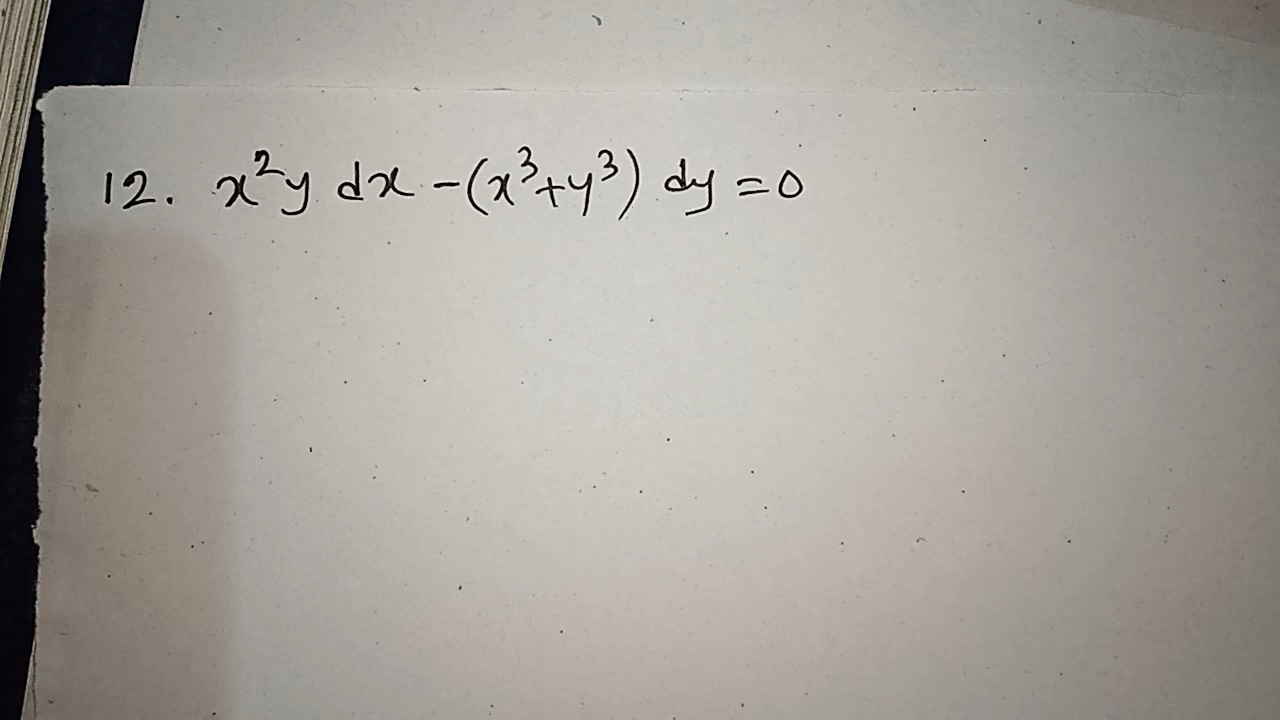 12. x²y dx -(x³+y³) dy = 0